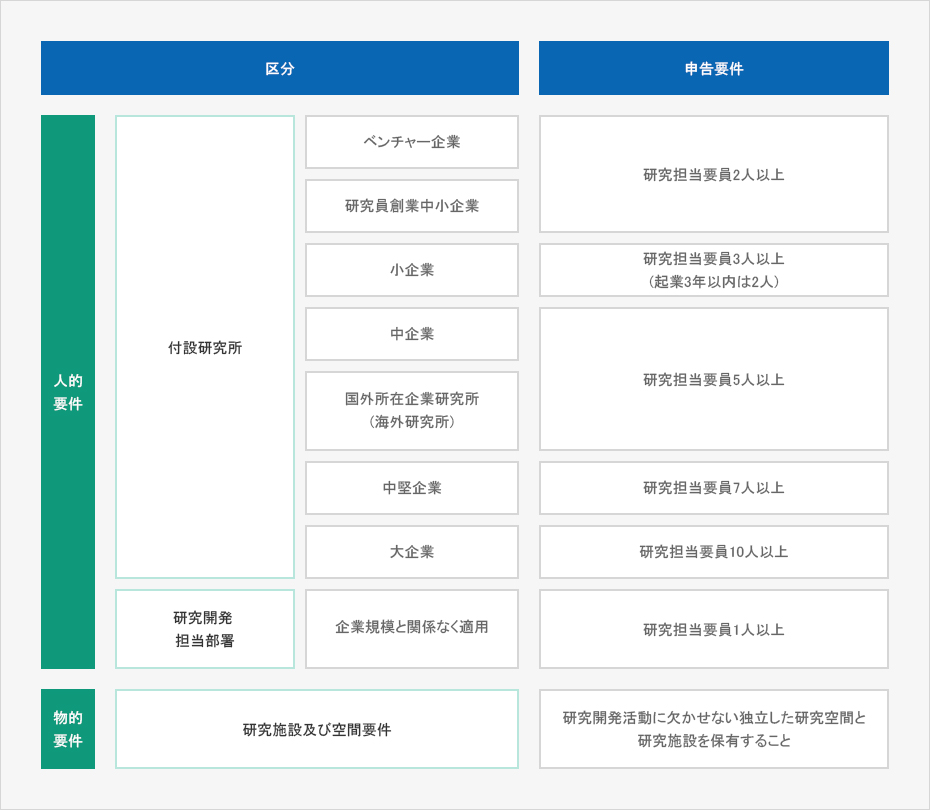 区分
申告要件
人的
要件
付設研究所
ベンチャー企業
研究担当要員2人以上
研究員創業中小企業
小企業
研究担当要員3人以上
(起業3年以内は2人)
中企業
研究担当要員5人以上
国外所在企業研究所
(海外研究所)
中堅企業
研究担当要員7人以上
大企業
研究担当要員10人以上
研究開発
担当部署
企業規模と関係なく適用
研究担当要員1人以上
物的
要件
研究施設及び空間要件
研究開発活動に欠かせない独立した研究空間と
研究施設を保有すること